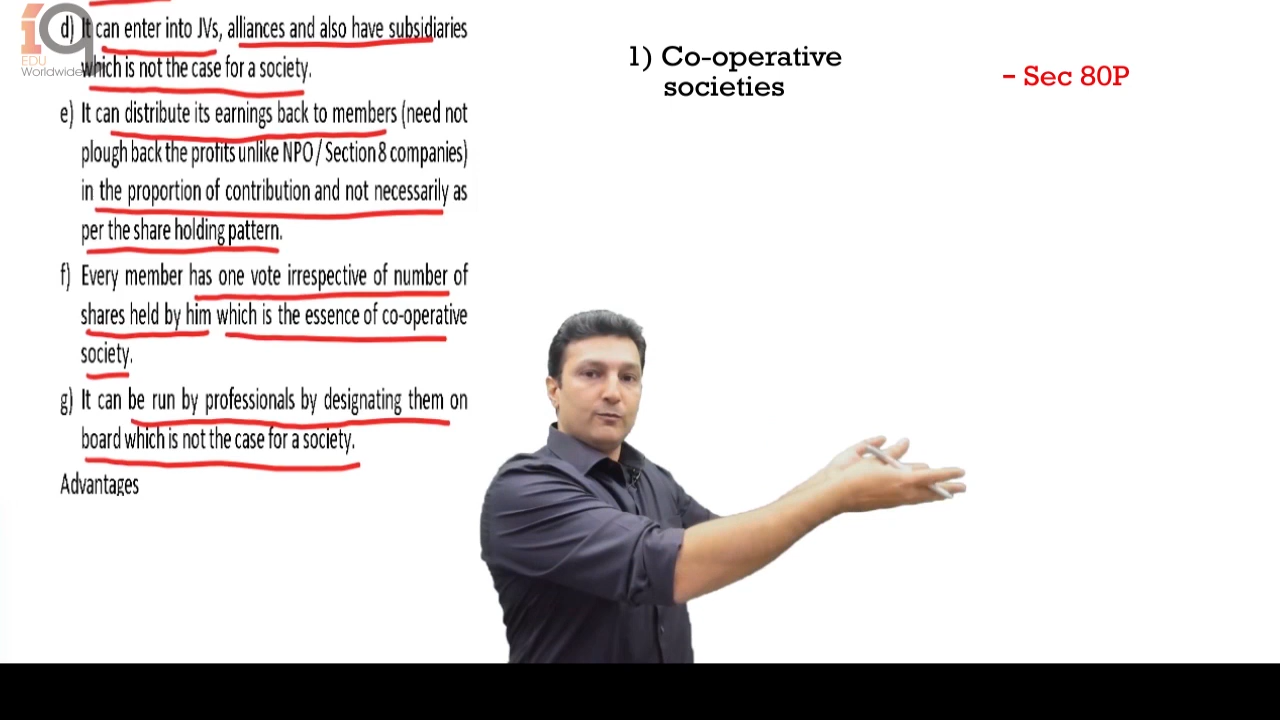 iq
EDU
Worldwide
d) It can enter into JVs, alliances and also have subsidiaries
which is not the case for a society.
e) It can distribute its earnings back to members (need not
plough back the profits unlike NPO / Section 8 companies)
in the proportion of contribution and not necessarily as
per the share holding pattern.
f) Every member has one vote irrespective of number of
shares held by him which is the essence of co-operative
society.
g) It can be run by professionals by designating them on
board which is not the case for a society.
Advantages
1) Co-operative
societies
– Sec 80P